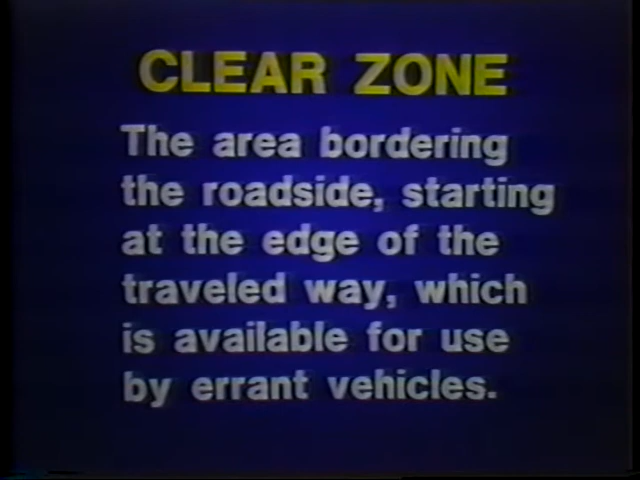 CLEAR ZONE
The area bordering
the roadside, starting
at the edge of the
traveled way, which
is available for use
by errant vehicles.